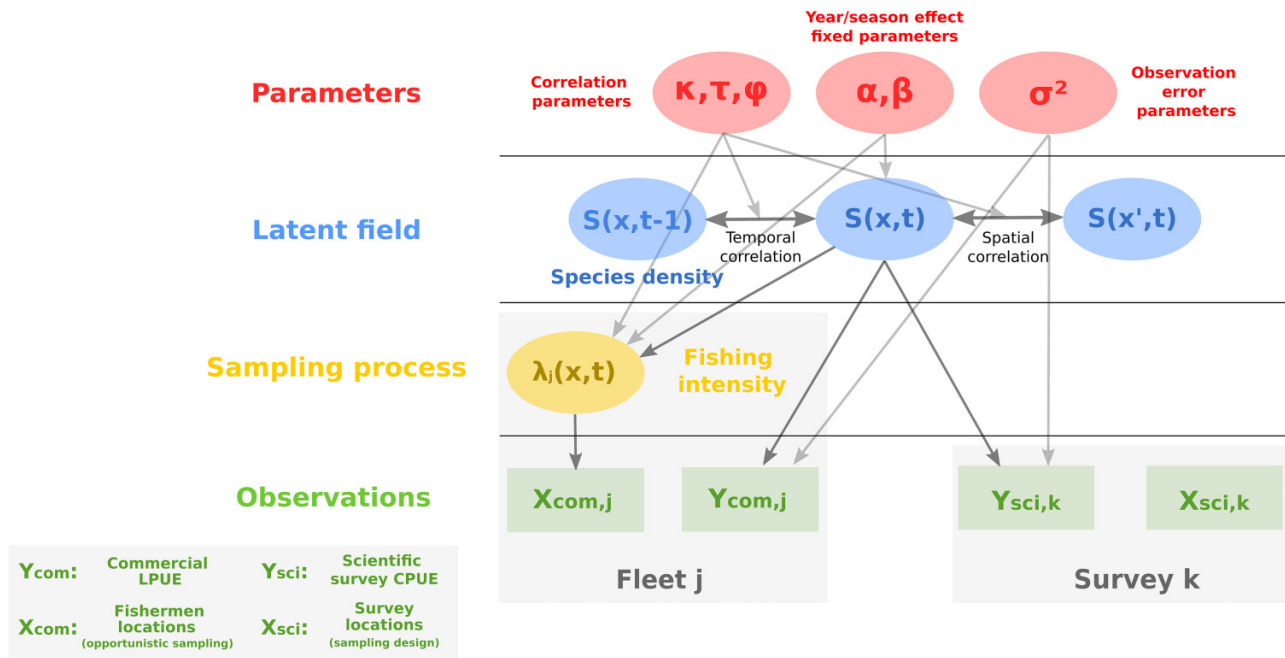 Year/season effect
fixed parameters
Correlation
parameters
Observation
error
parameters
Parameters
κ,τ,φ
α,β
σ²
Latent field
S(x,t-1)
S(x,t)
S(x',t)
Temporal
correlation
Spatial
correlation
Species density
Sampling process
λj(x,t)
Fishing
intensity
Observations
Xcom,j
Ycom,j
Ysci,k
Xsci,k
Fleet j
Survey k
Ycom:
Commercial
LPUE
Ysci:
Scientific
survey CPUE
Xcom:
Fishermen
locations
(opportunistic sampling)
Xsci:
Survey
locations
(sampling design)